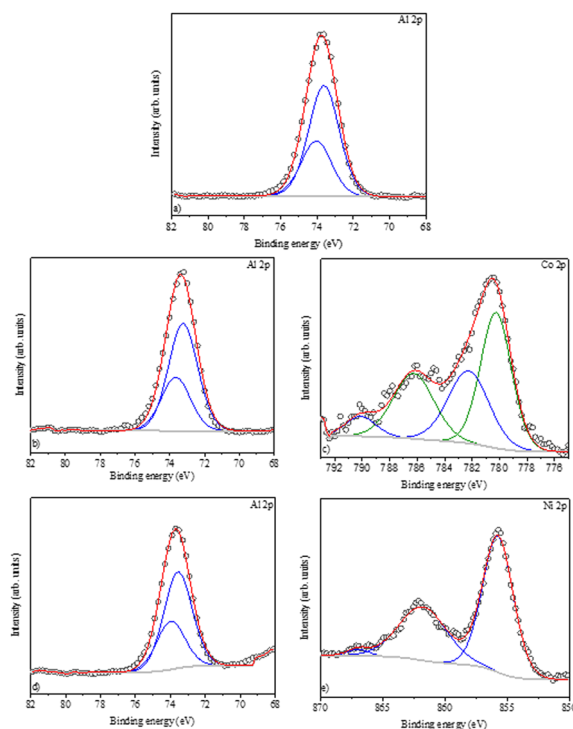 Al 2p
Intensity (arb. units)
a)
82 80 78 76 74 72 70 68
Binding energy (eV)
Al 2p
Intensity (arb. units)
b)
82 80 78 76 74 72 70 68
Binding energy (eV)
Co 2p
Intensity (arb. units)
c)
792 790 788 786 784 782 780 778 776 775
Binding energy (eV)
Al 2p
Intensity (arb. units)
d)
82 80 78 76 74 72 70 68
Binding energy (eV)
Ni 2p
Intensity (arb. units)
e)
870 865 860 855 850
Binding energy (eV)